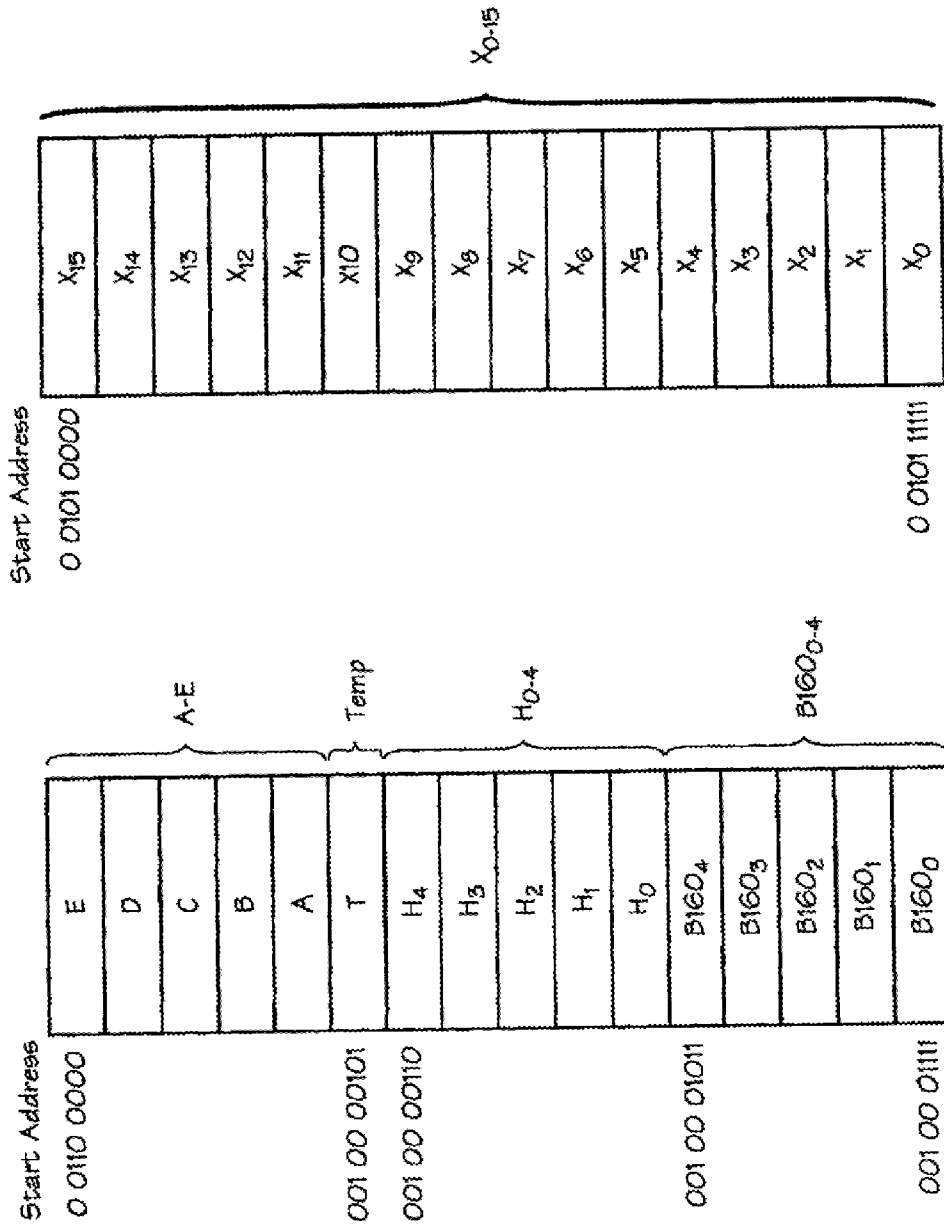 Start Address
0 0110 0000
E
D
C
B
A
A-E
001 00 00101
T
Temp
001 00 00110
H4
H3
H2
H1
H0
H0-4
001 00 01011
B1604
B1603
B1602
B1601
001 00 01111
B1600
B1600-4
Start Address
0 0101 0000
X15
X14
X13
X12
X11
X10
X9
X8
X7
X6
X5
X4
X3
X2
X1
0 0101 11111
X0
X0-15